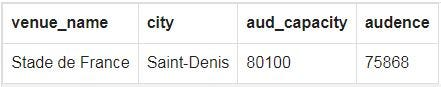 venue_name city aud_capacity audence
Stade de France Saint-Denis 80100 75868